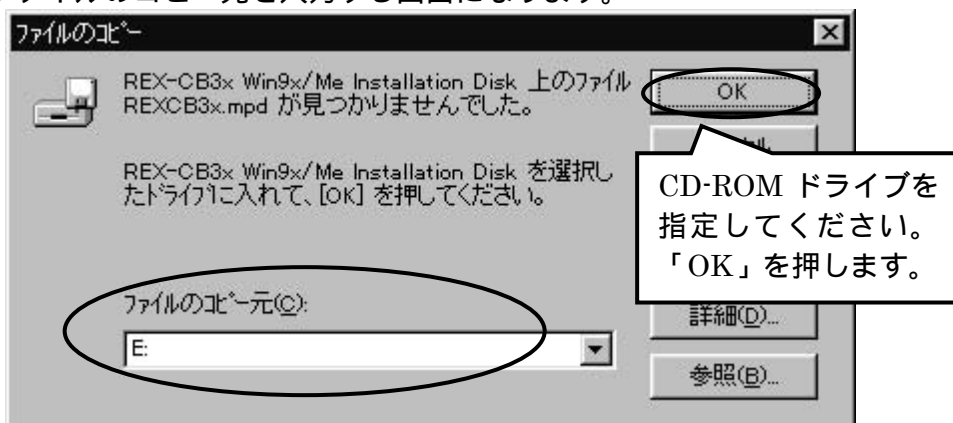 ファイルのコピー
REX-CB3x Win9x/Me Installation Disk 上のファイル
REXCB3x.mpd が見つかりませんでした。
REX-CB3x Win9x/Me Installation Disk を選択し
たドライブに入れて、[OK] を押してください。
ファイルのコピー元(C):
E:
OK
CD-ROM ドライブを
指定してください。
「OK」を押します。
詳細(D)...
参照(B)...